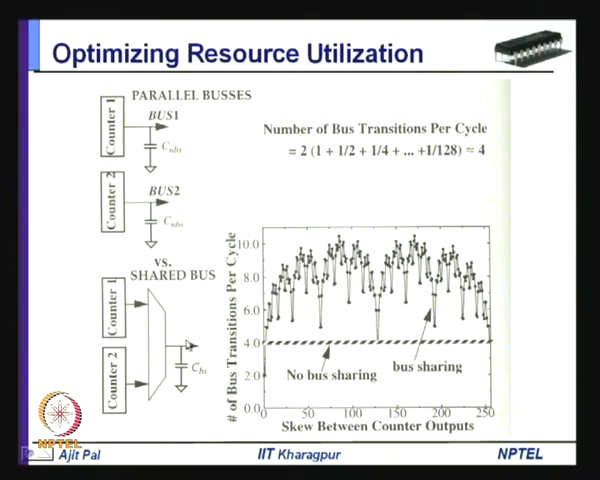 Optimizing Resource Utilization
PARALLEL BUSSES
Counter 1
BUS1
Cnbs
Counter 2
BUS2
Cnbs
vs.
SHARED BUS
Counter 1
Counter 2
Cbs
Number of Bus Transitions Per Cycle
= 2 (1 + 1/2 + 1/4 + ... +1/128) ≈ 4
# of Bus Transitions Per Cycle
10.0
8.0
6.0
4.0
2.0
0.0
No bus sharing
bus sharing
0 50 100 150 200 250
Skew Between Counter Outputs
NPTEL
Ajit Pal
IIT Kharagpur
NPTEL